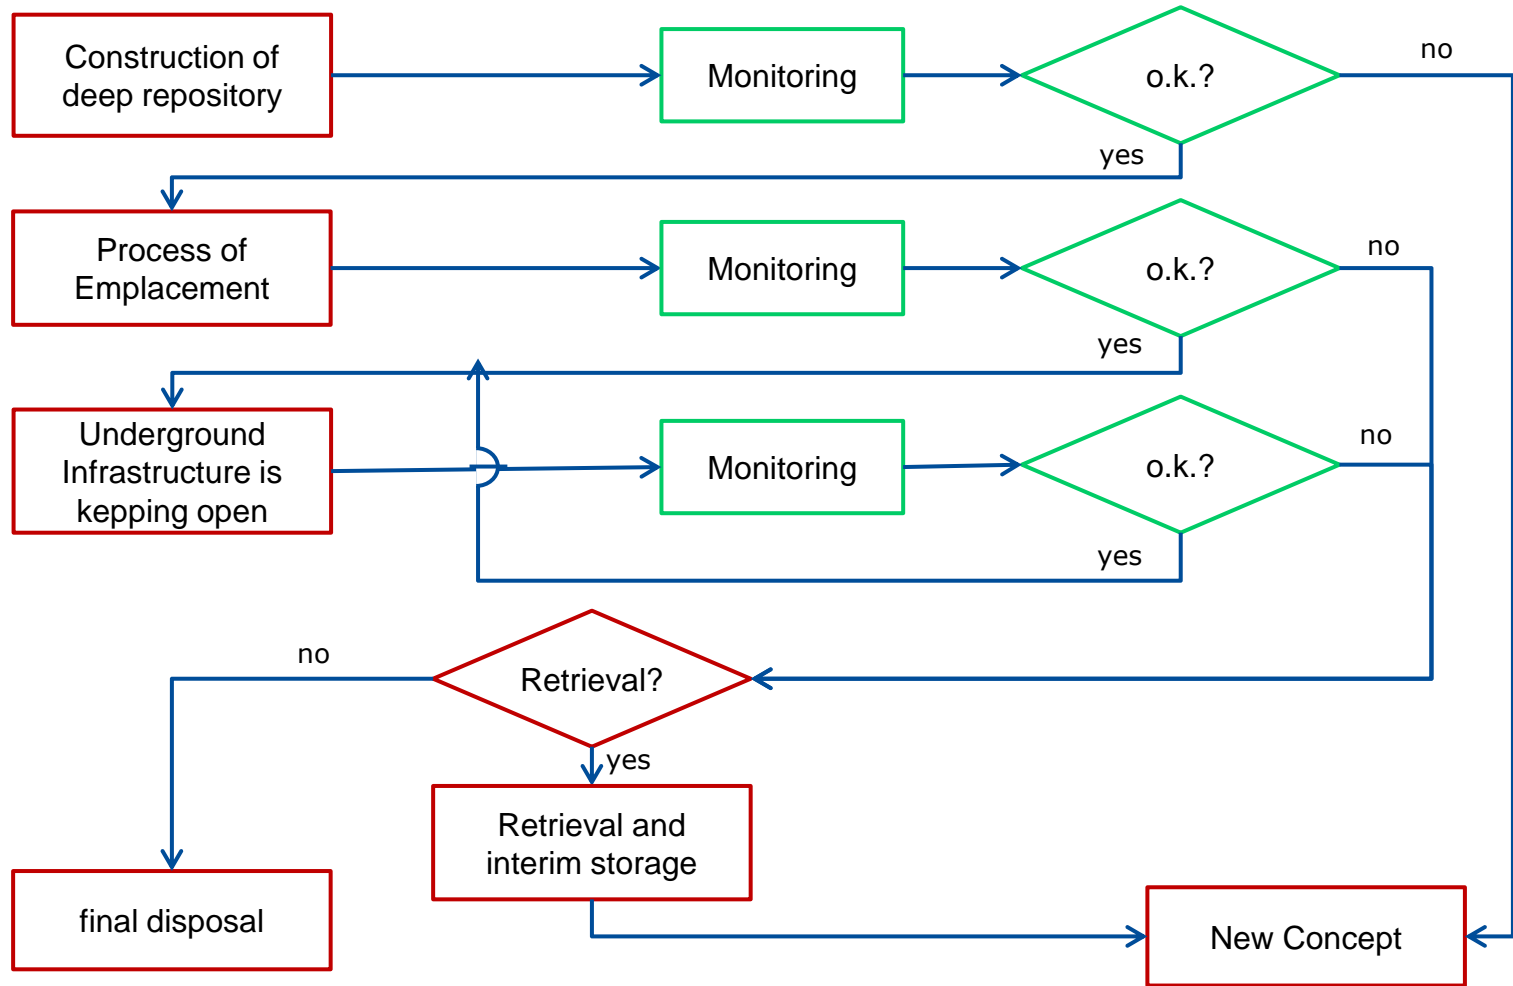 Construction of
deep repository
Monitoring
o.k.?
no
yes
Process of
Emplacement
Monitoring
o.k.?
no
yes
Underground
Infrastructure is
kepping open
Monitoring
o.k.?
no
yes
Retrieval?
no
yes
Retrieval and
interim storage
final disposal
New Concept